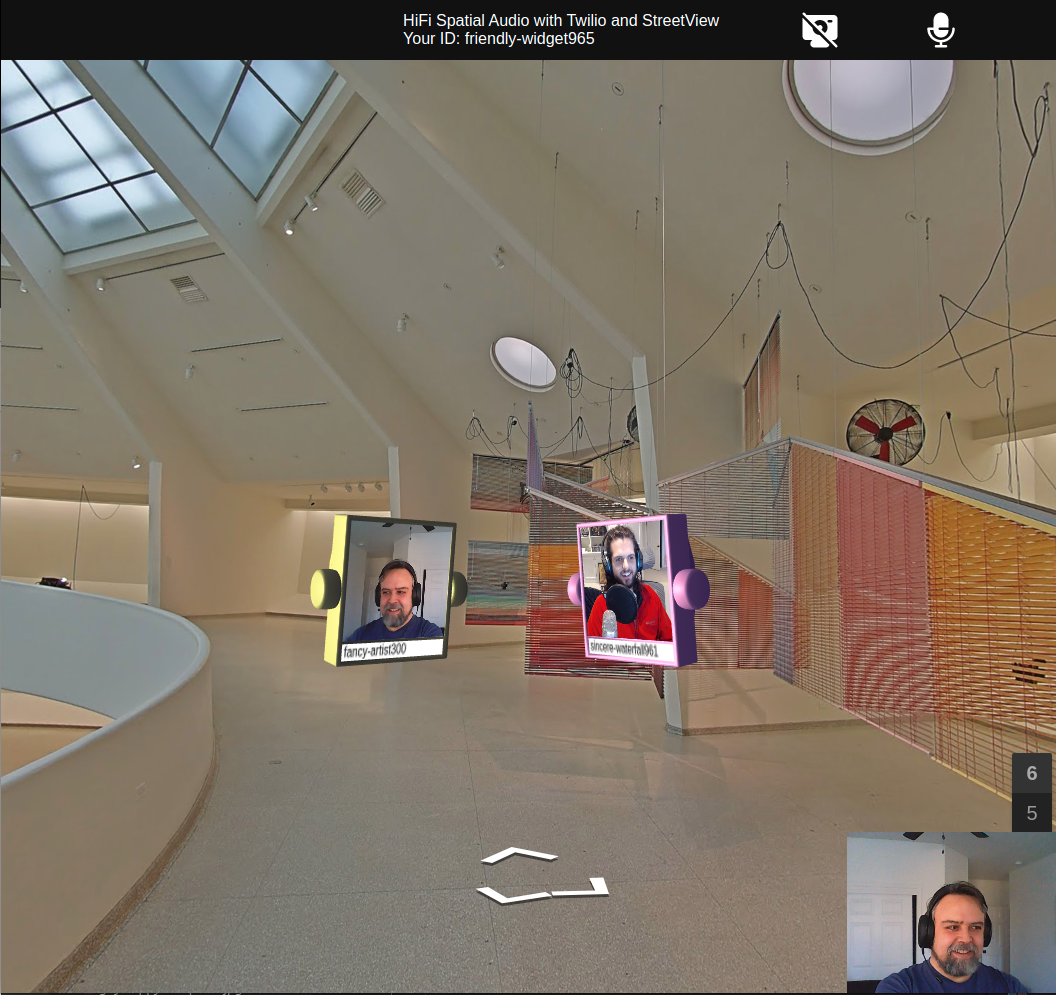 HiFi Spatial Audio with Twilio and StreetView
Your ID: friendly-widget965
fancy-artist300
sincere-waterfall961
6
5